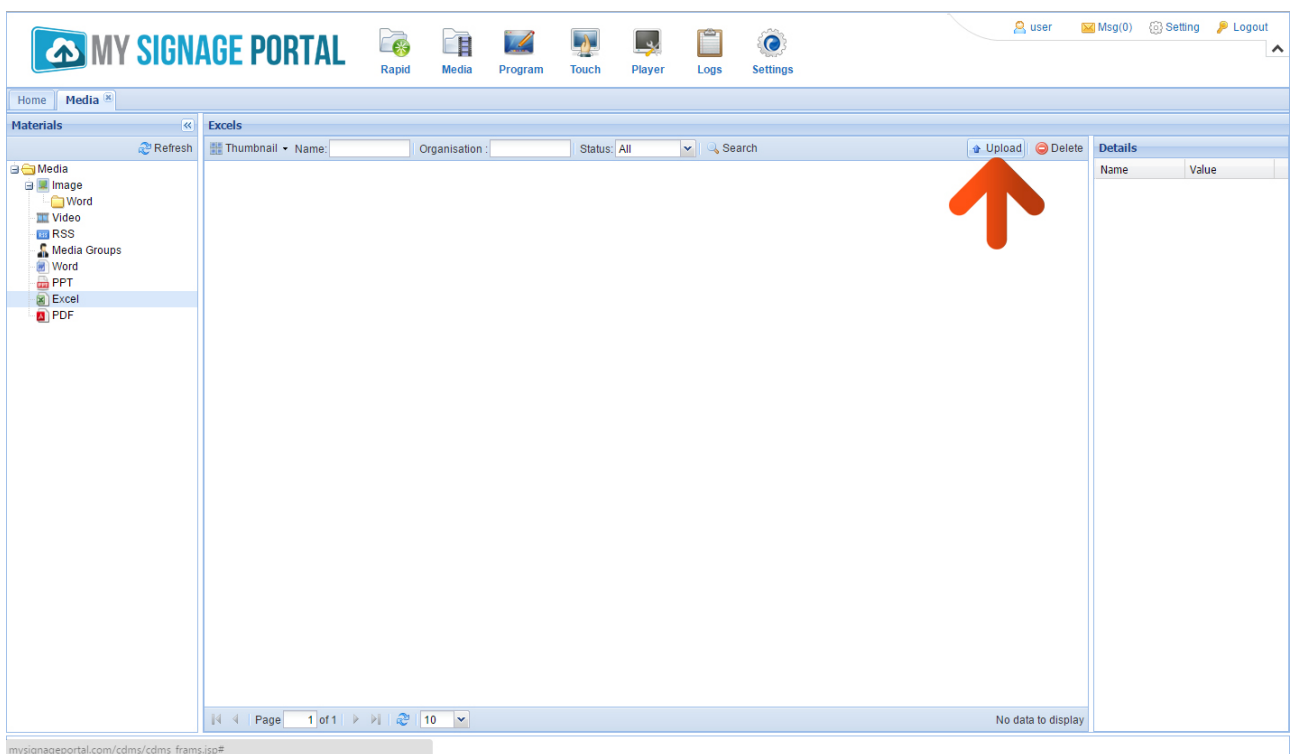 user Msg(0) Setting Logout
MY SIGNAGE PORTAL
Rapid Media Program Touch Player Logs Settings
Home Media
Materials
Refresh
Media
Image
Word
Video
RSS
Media Groups
Word
PPT
Excel
PDF
Excels
Thumbnail Name: Organisation : Status: All Search Upload Delete
Details
Name Value
Page 1 of 1 10 No data to display
mysignageportal.com/cdms/cdms_frams.jsp#